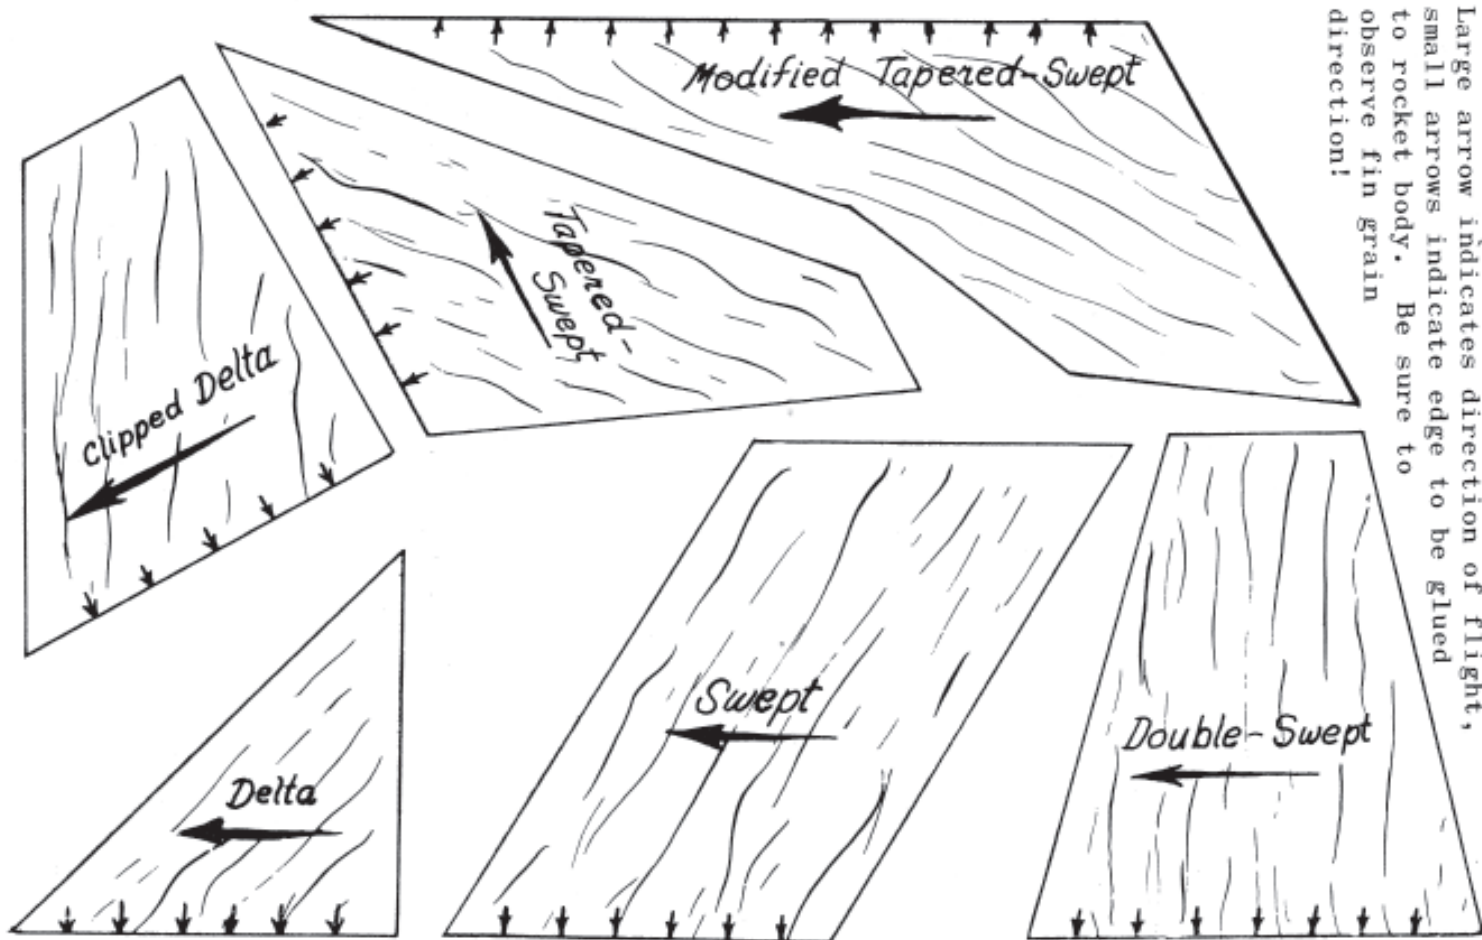 Large arrow indicates direction of flight,
small arrows indicate edge to be glued
to rocket body. Be sure to
observe fin grain
direction!
Modified Tapered-Swept
Tapered-
Swept
Clipped Delta
Swept
Double-Swept
Delta